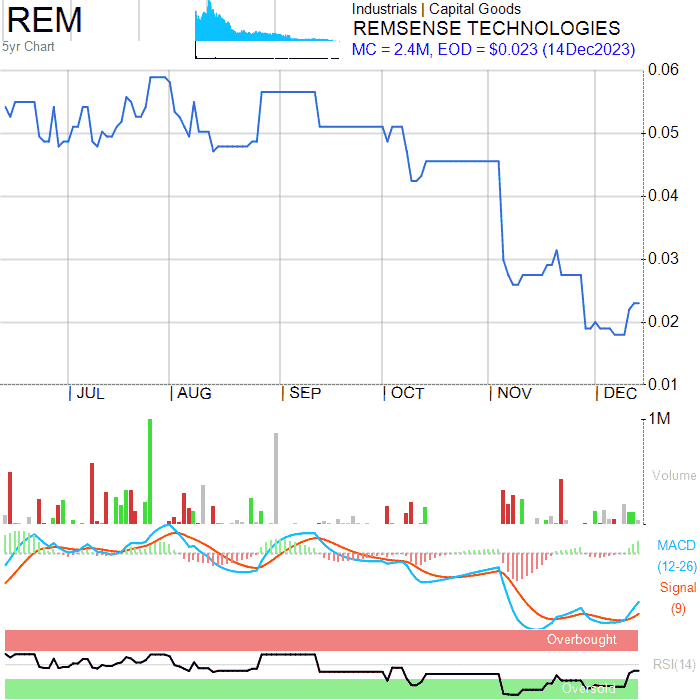 REM
5yr Chart
Industrials | Capital Goods
REMSENSE TECHNOLOGIES
MC = 2.4M, EOD = $0.023 (14Dec2023)
0.06
0.05
0.04
0.03
0.02
0.01
| JUL | AUG | SEP | OCT | NOV | DEC
1M
Volume
MACD
(12-26)
Signal
(9)
Overbought
RSI(14)
Oversold